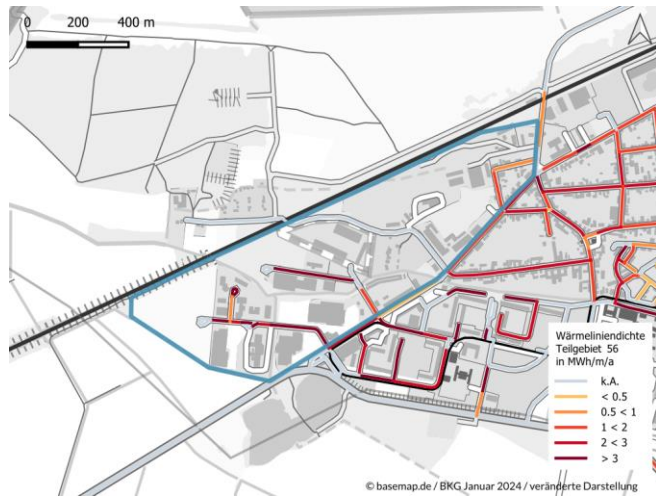 0 200 400 m
Wärmeliniendichte
Teilgebiet 56
in MWh/m/a
k.A.
< 0.5
0.5 < 1
1 < 2
2 < 3
> 3
© basemap.de / BKG Januar 2024 / veränderte Darstellung